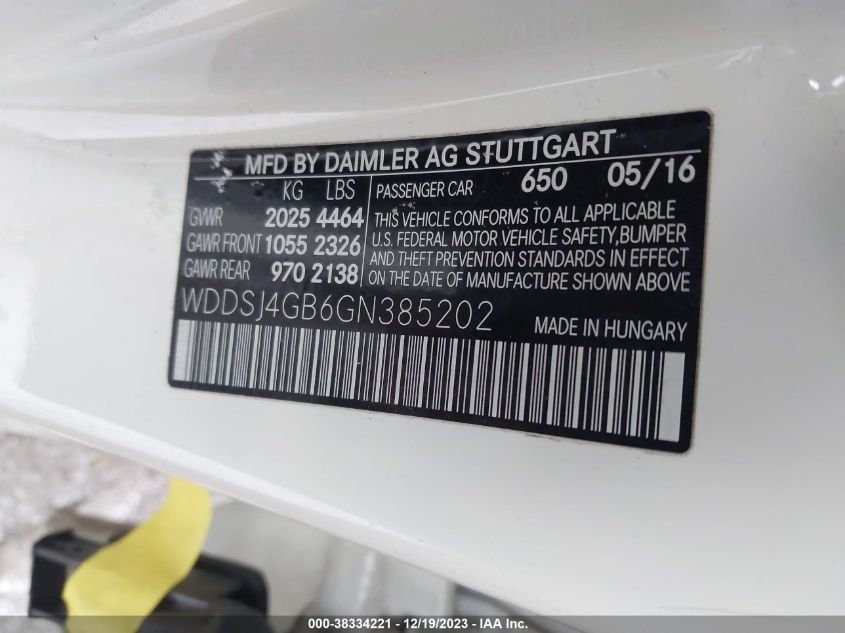 MFD BY DAIMLER AG STUTTGART
KG LBS
GVWR 2025 4464
GAWR FRONT 1055 2326
GAWR REAR 970 2138
PASSENGER CAR 650 05/16
THIS VEHICLE CONFORMS TO ALL APPLICABLE
U.S. FEDERAL MOTOR VEHICLE SAFETY,BUMPER
AND THEFT PREVENTION STANDARDS IN EFFECT
ON THE DATE OF MANUFACTURE SHOWN ABOVE
WDDSJ4GB6GN385202
MADE IN HUNGARY
000-38334221 - 12/19/2023 - IAA Inc.